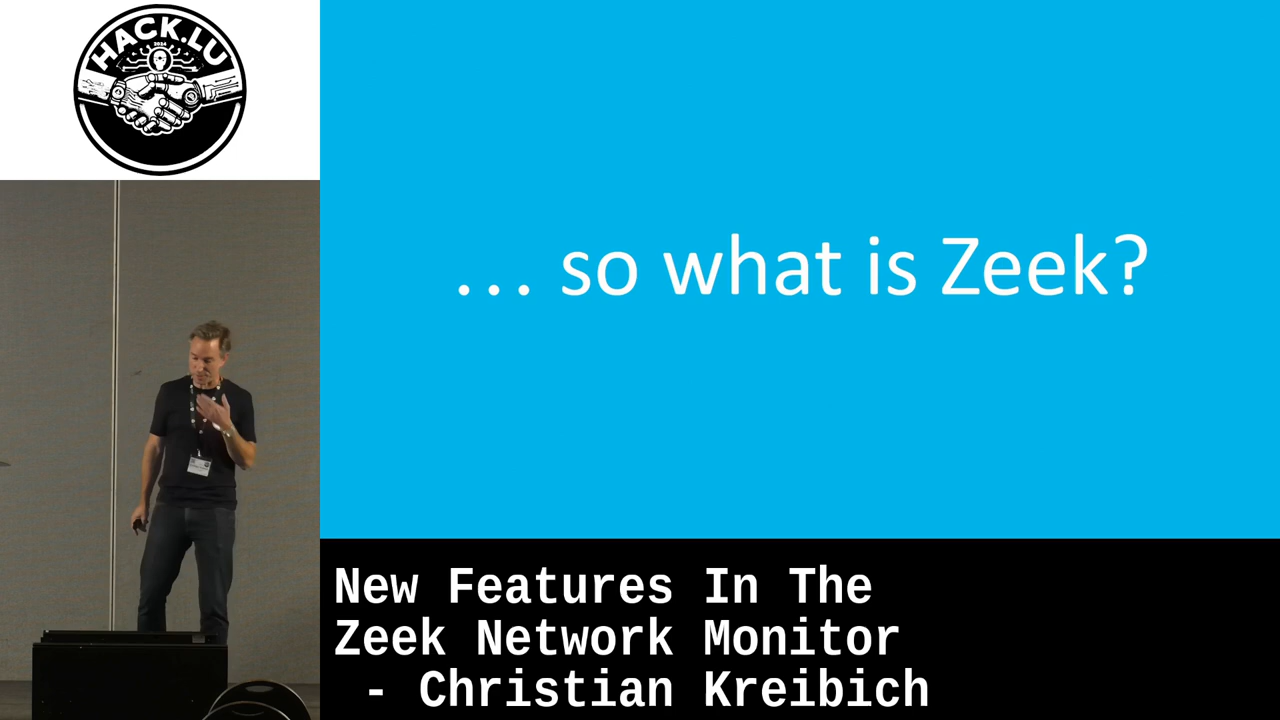 HACK.LU
2024
... so what is Zeek?
New Features In The
Zeek Network Monitor
- Christian Kreibich